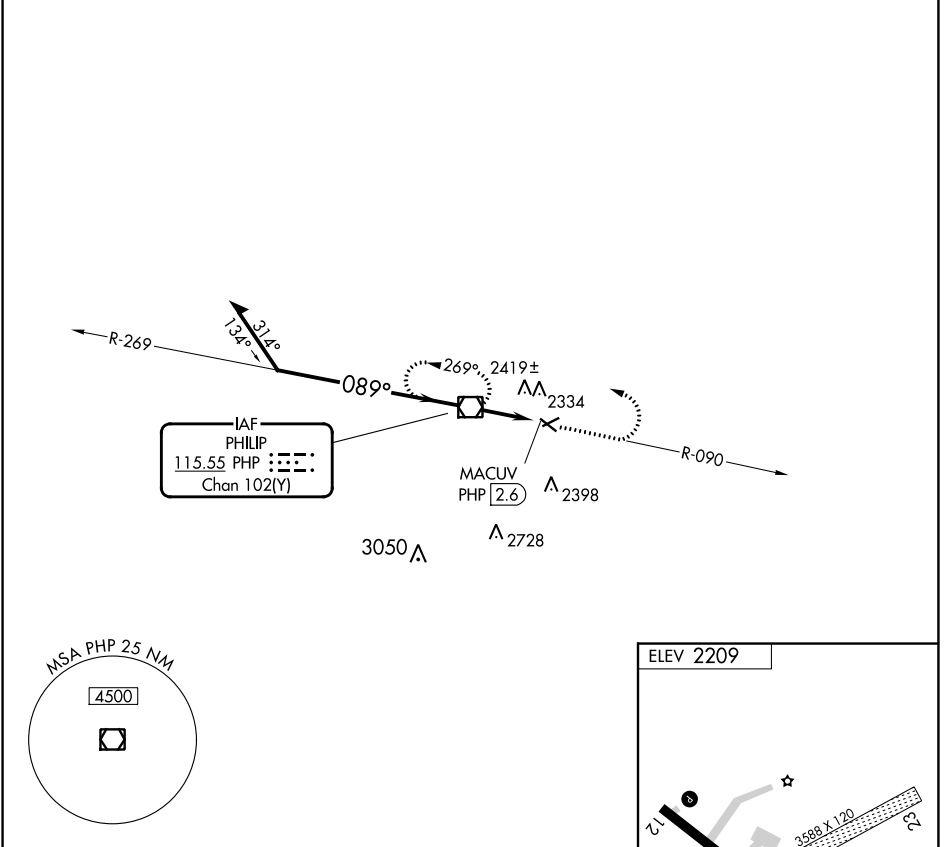 R-269
314°
134°
089°
269°
2419±
2334
IAF
PHILIP
115.55 PHP
Chan 102(Y)
R-090
MACUV
PHP 2.6
2398
2728
3050
MSA PHP 25 NM
4500
ELEV 2209
P
12
3588 X 120
23